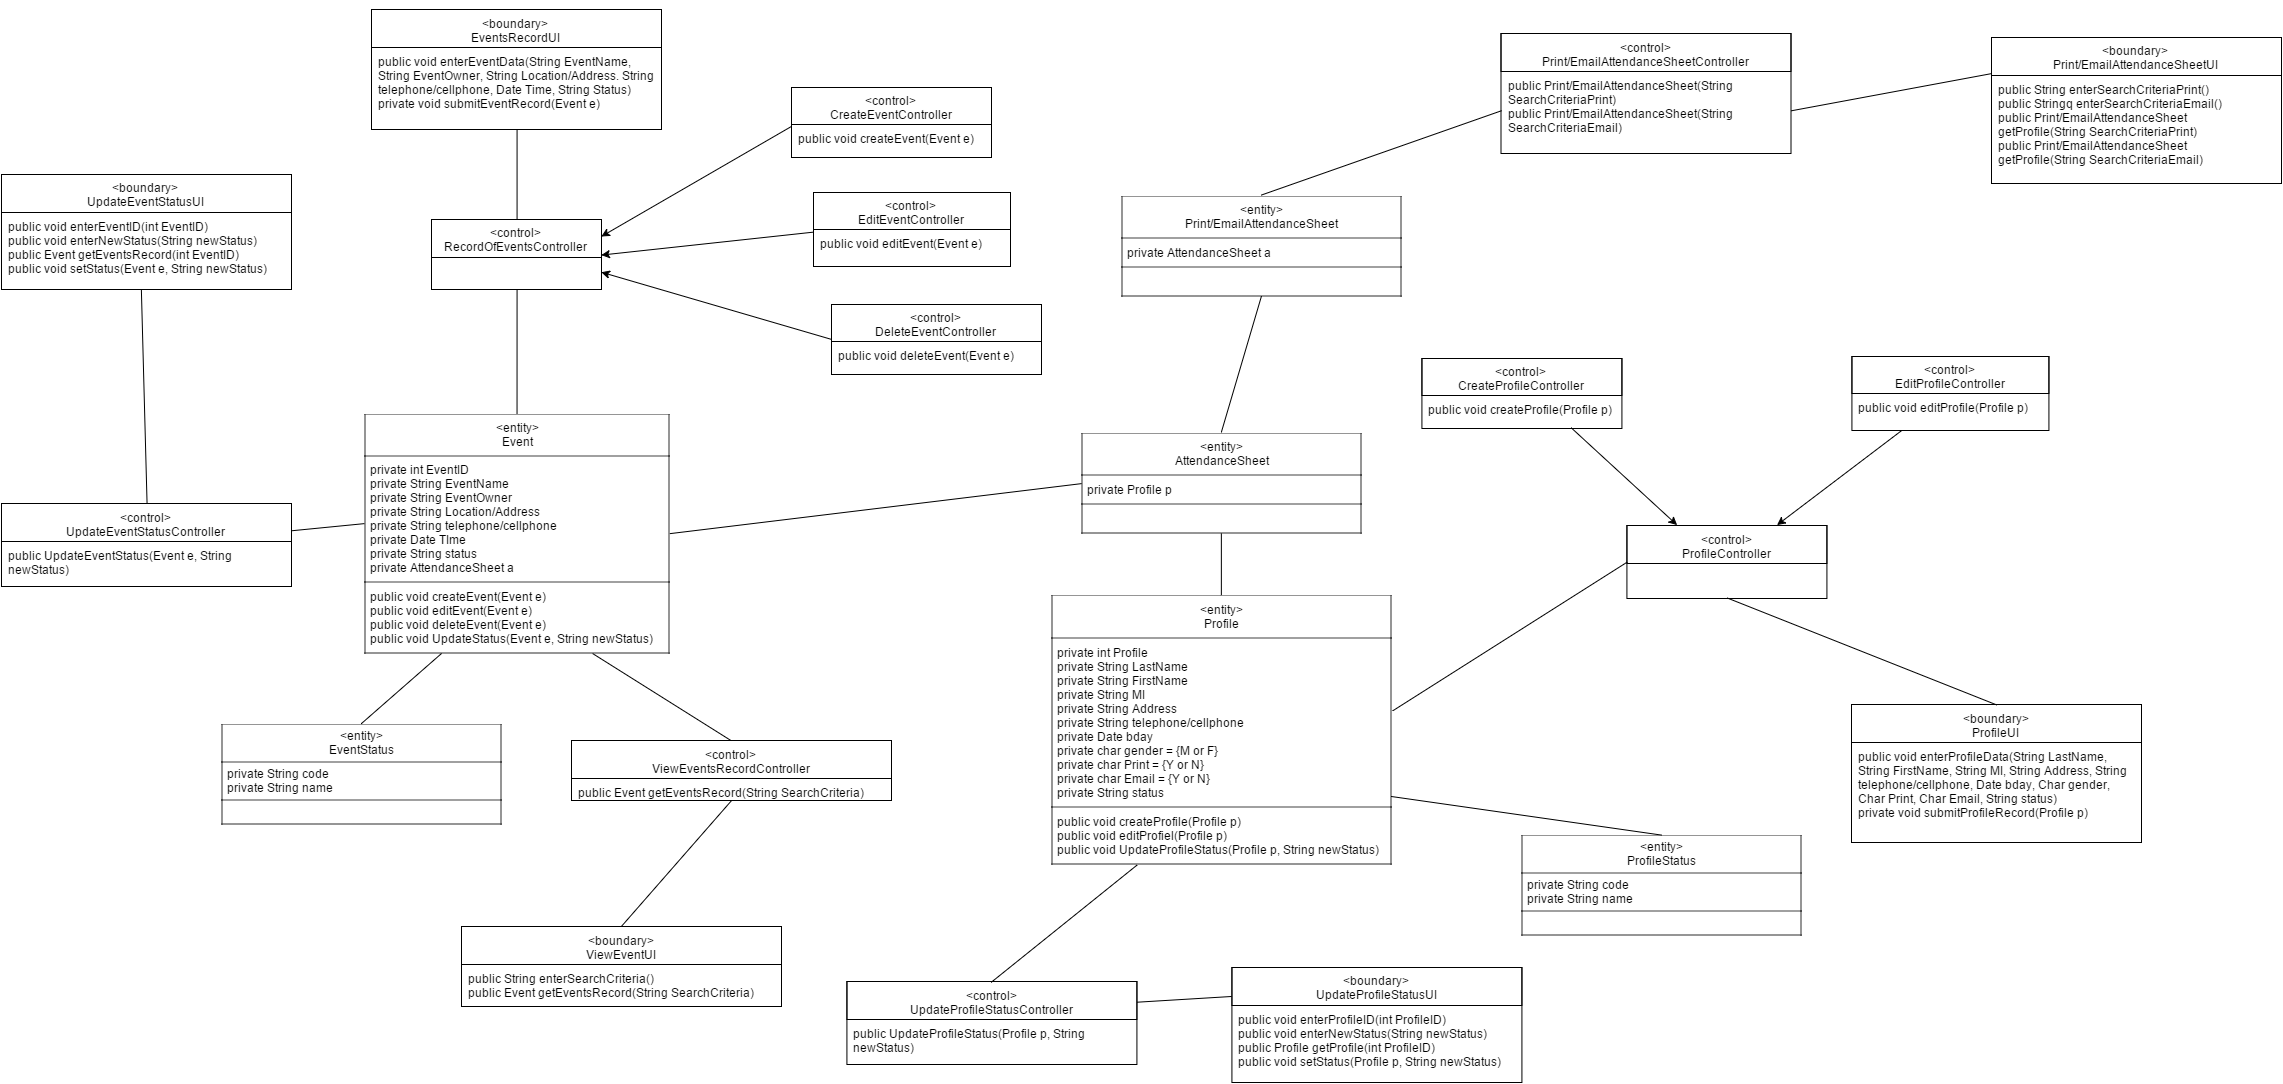 <boundary>
EventsRecordUI
public void enterEventData(String EventName,
String EventOwner, String Location/Address. String
telephone/cellphone, Date Time, String Status)
private void submitEventRecord(Event e)
<control>
CreateEventController
public void createEvent(Event e)
<control>
Print/EmailAttendanceSheetController
public Print/EmailAttendanceSheet(String
SearchCriteriaPrint)
public Print/EmailAttendanceSheet(String
SearchCriteriaEmail)
<boundary>
Print/EmailAttendanceSheetUI
public String enterSearchCriteriaPrint()
public Stringq enterSearchCriteriaEmail()
public Print/EmailAttendanceSheet
getProfile(String SearchCriteriaPrint)
public Print/EmailAttendanceSheet
getProfile(String SearchCriteriaEmail)
<boundary>
UpdateEventStatusUI
public void enterEventID(int EventID)
public void enterNewStatus(String newStatus)
public Event getEventsRecord(int EventID)
public void setStatus(Event e, String newStatus)
<control>
RecordOfEventsController
<control>
EditEventController
public void editEvent(Event e)
<entity>
Print/EmailAttendanceSheet
private AttendanceSheet a
<control>
DeleteEventController
public void deleteEvent(Event e)
<control>
CreateProfileController
public void createProfile(Profile p)
<control>
EditProfileController
public void editProfile(Profile p)
<entity>
Event
private int EventID
private String EventName
private String EventOwner
private String Location/Address
private String telephone/cellphone
private Date TIme
private String status
private AttendanceSheet a
public void createEvent(Event e)
public void editEvent(Event e)
public void deleteEvent(Event e)
public void UpdateStatus(Event e, String newStatus)
<entity>
AttendanceSheet
private Profile p
<control>
UpdateEventStatusController
public UpdateEventStatus(Event e, String
newStatus)
<control>
ProfileController
<entity>
Profile
private int Profile
private String LastName
private String FirstName
private String MI
private String Address
private String telephone/cellphone
private Date bday
private char gender = {M or F}
private char Print = {Y or N}
private char Email = {Y or N}
private String status
public void createProfile(Profile p)
public void editProfiel(Profile p)
public void UpdateProfileStatus(Profile p, String newStatus)
<boundary>
ProfileUI
public void enterProfileData(String LastName,
String FirstName, String MI, String Address, String
telephone/cellphone, Date bday, Char gender,
Char Print, Char Email, String status)
private void submitProfileRecord(Profile p)
<entity>
EventStatus
private String code
private String name
<control>
ViewEventsRecordController
public Event getEventsRecord(String SearchCriteria)
<entity>
ProfileStatus
private String code
private String name
<boundary>
ViewEventUI
public String enterSearchCriteria()
public Event getEventsRecord(String SearchCriteria)
<control>
UpdateProfileStatusController
public UpdateProfileStatus(Profile p, String
newStatus)
<boundary>
UpdateProfileStatusUI
public void enterProfileID(int ProfileID)
public void enterNewStatus(String newStatus)
public Profile getProfile(int ProfileID)
public void setStatus(Profile p, String newStatus)